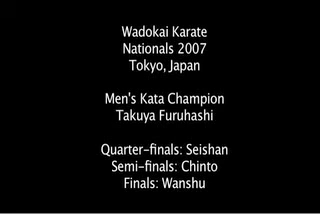 Wadokai Karate
Nationals 2007
Tokyo, Japan
Men's Kata Champion
Takuya Furuhashi
Quarter-finals: Seishan
Semi-finals: Chinto
Finals: Wanshu